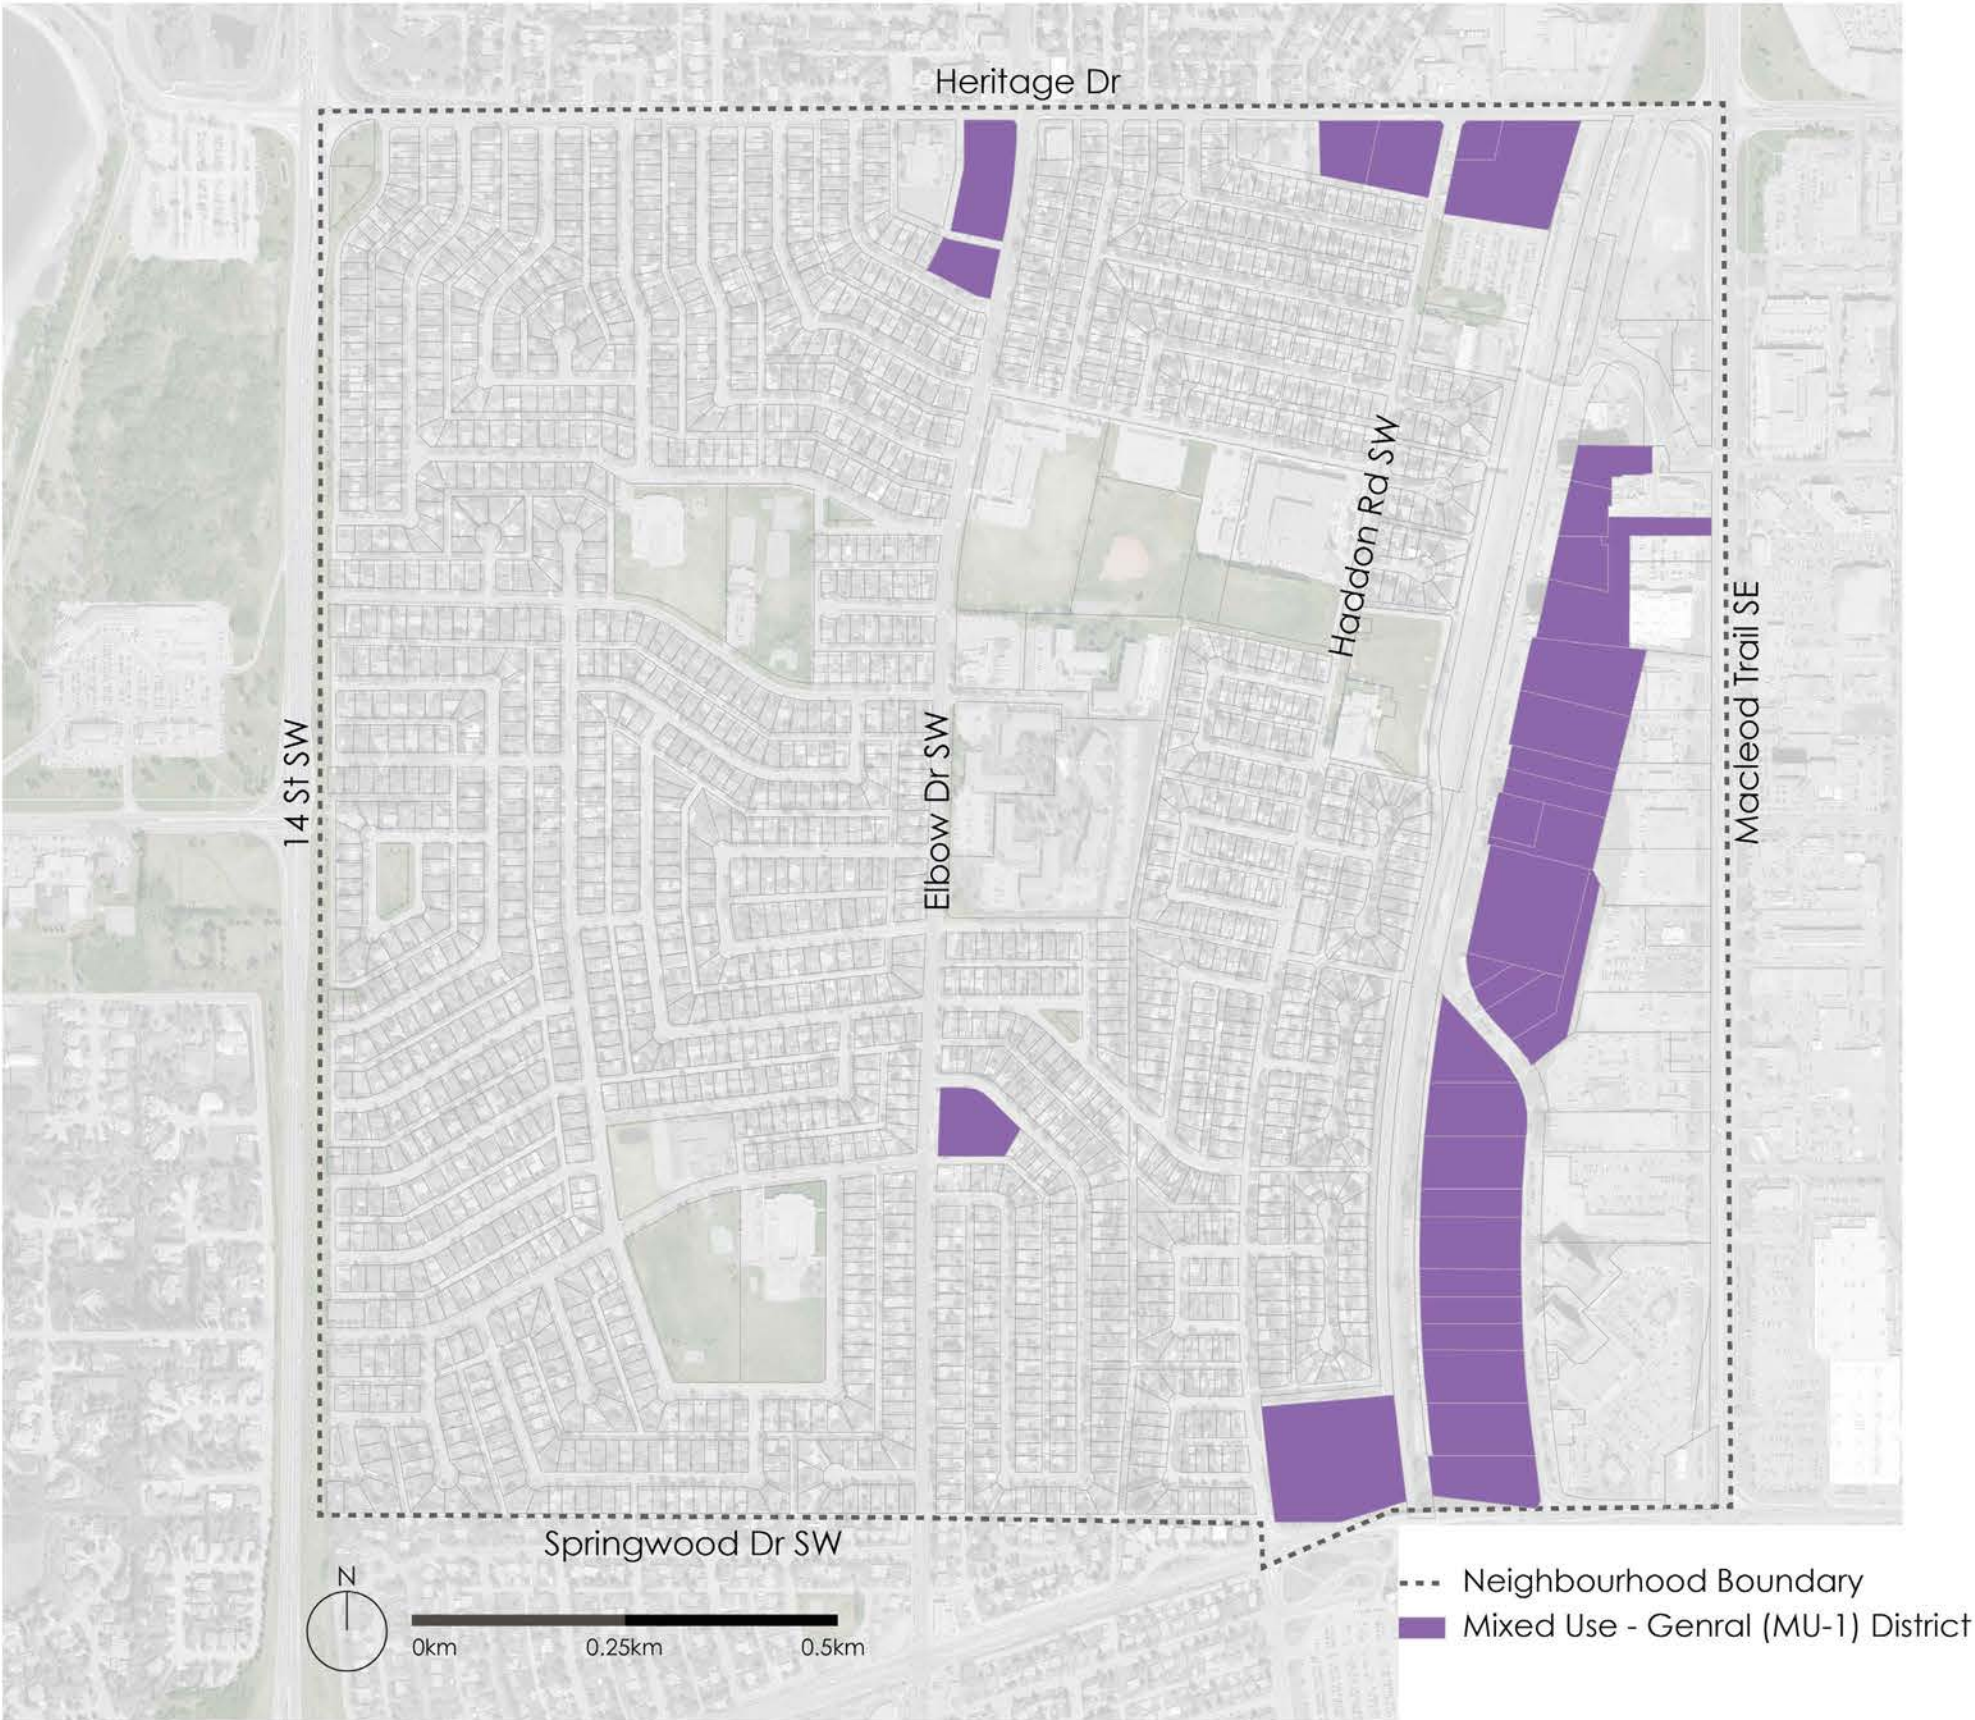 Heritage Dr
Haddon Rd SW
Macleod Trail SE
14 St SW
Elbow Dr SW
Springwood Dr SW
N
0km 0.25km 0.5km
Neighbourhood Boundary
Mixed Use - Genral (MU-1) District